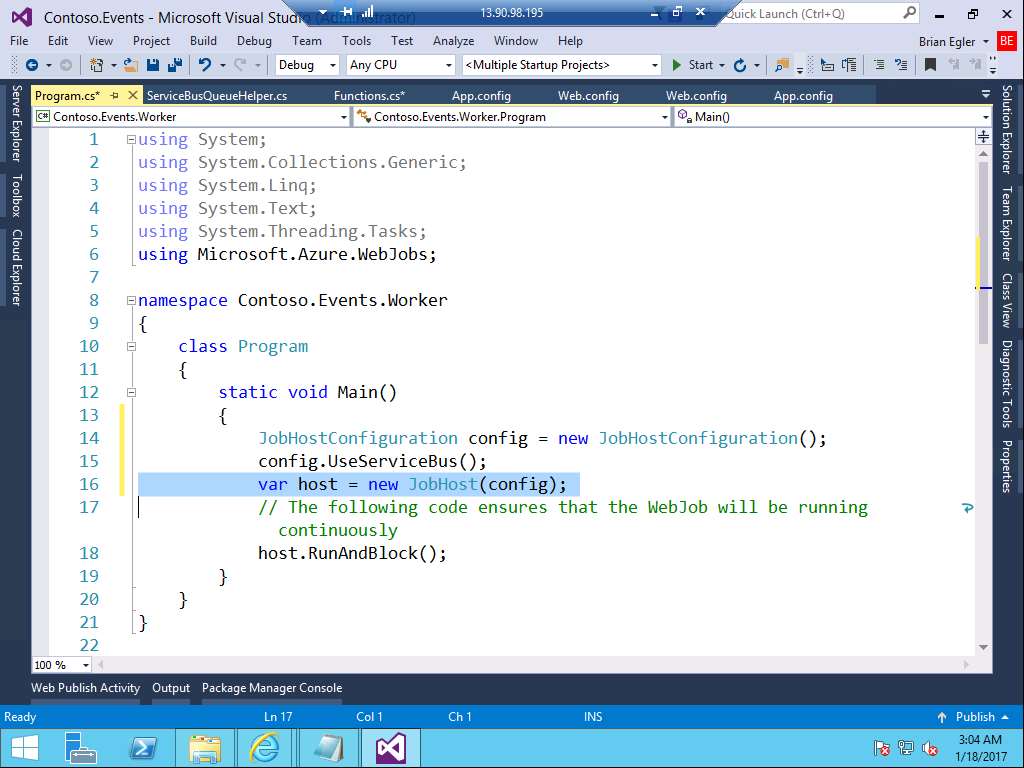 Contoso.Events - Microsoft Visual Studio (Administrator)
13.90.98.195
Quick Launch (Ctrl+Q)
File Edit View Project Build Debug Team Tools Test Analyze Window Help
Brian Egler BE
Debug Any CPU <Multiple Startup Projects> Start
Server Explorer
Toolbox
Cloud Explorer
Program.cs* ServiceBusQueueHelper.cs Functions.cs* App.config Web.config Web.config App.config
C# Contoso.Events.Worker Contoso.Events.Worker.Program Main()
1 using System;
2 using System.Collections.Generic;
3 using System.Linq;
4 using System.Text;
5 using System.Threading.Tasks;
6 using Microsoft.Azure.WebJobs;
7
8 namespace Contoso.Events.Worker
9 {
10 class Program
11 {
12 static void Main()
13 {
14 JobHostConfiguration config = new JobHostConfiguration();
15 config.UseServiceBus();
16 var host = new JobHost(config);
17 // The following code ensures that the WebJob will be running
continuously
18 host.RunAndBlock();
19 }
20 }
21 }
22
Solution Explorer
Team Explorer
Class View
Diagnostic Tools
Properties
100 %
Web Publish Activity Output Package Manager Console
Ready Ln 17 Col 1 Ch 1 INS Publish
3:04 AM
1/18/2017